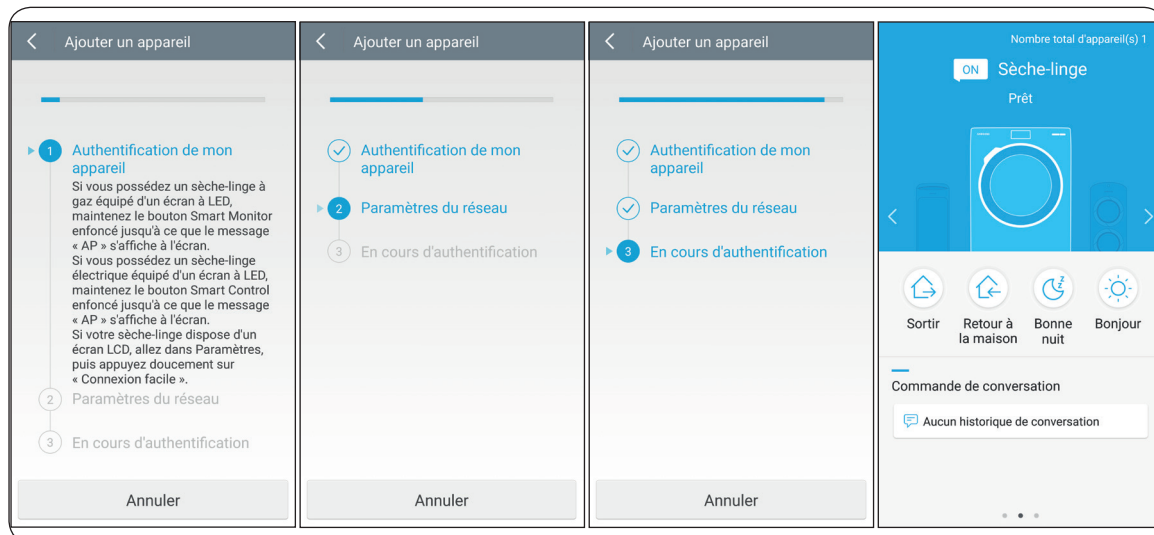 Ajouter un appareil
1
Authentification de mon
appareil
Si vous possédez un sèche-linge à
gaz équipé d'un écran à LED,
maintenez le bouton Smart Monitor
enfoncé jusqu'à ce que le message
« AP » s'affiche à l'écran.
Si vous possédez un sèche-linge
électrique équipé d'un écran à LED,
maintenez le bouton Smart Control
enfoncé jusqu'à ce que le message
« AP » s'affiche à l'écran.
Si votre sèche-linge dispose d'un
écran LCD, allez dans Paramètres,
puis appuyez doucement sur
« Connexion facile ».
2 Paramètres du réseau
3 En cours d'authentification
Annuler
Ajouter un appareil
Authentification de mon
appareil
2 Paramètres du réseau
3 En cours d'authentification
Annuler
Ajouter un appareil
Authentification de mon
appareil
Paramètres du réseau
3 En cours d'authentification
Annuler
Nombre total d'appareil(s) 1
ON Sèche-linge
Prêt
Sortir
Retour à
la maison
Bonne
nuit
Bonjour
Commande de conversation
Aucun historique de conversation